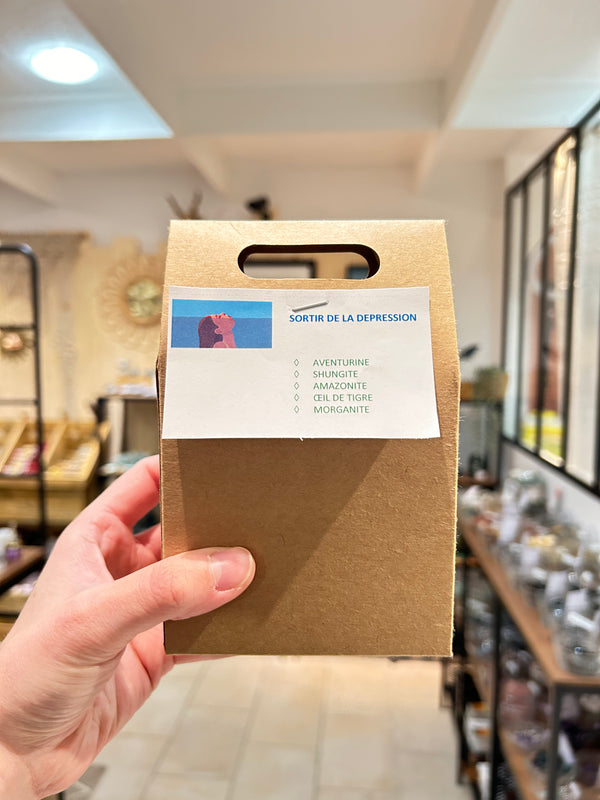 SORTIR DE LA DEPRESSION
◊ AVENTURINE
◊ SHUNGITE
◊ AMAZONITE
◊ ŒIL DE TIGRE
◊ MORGANITE